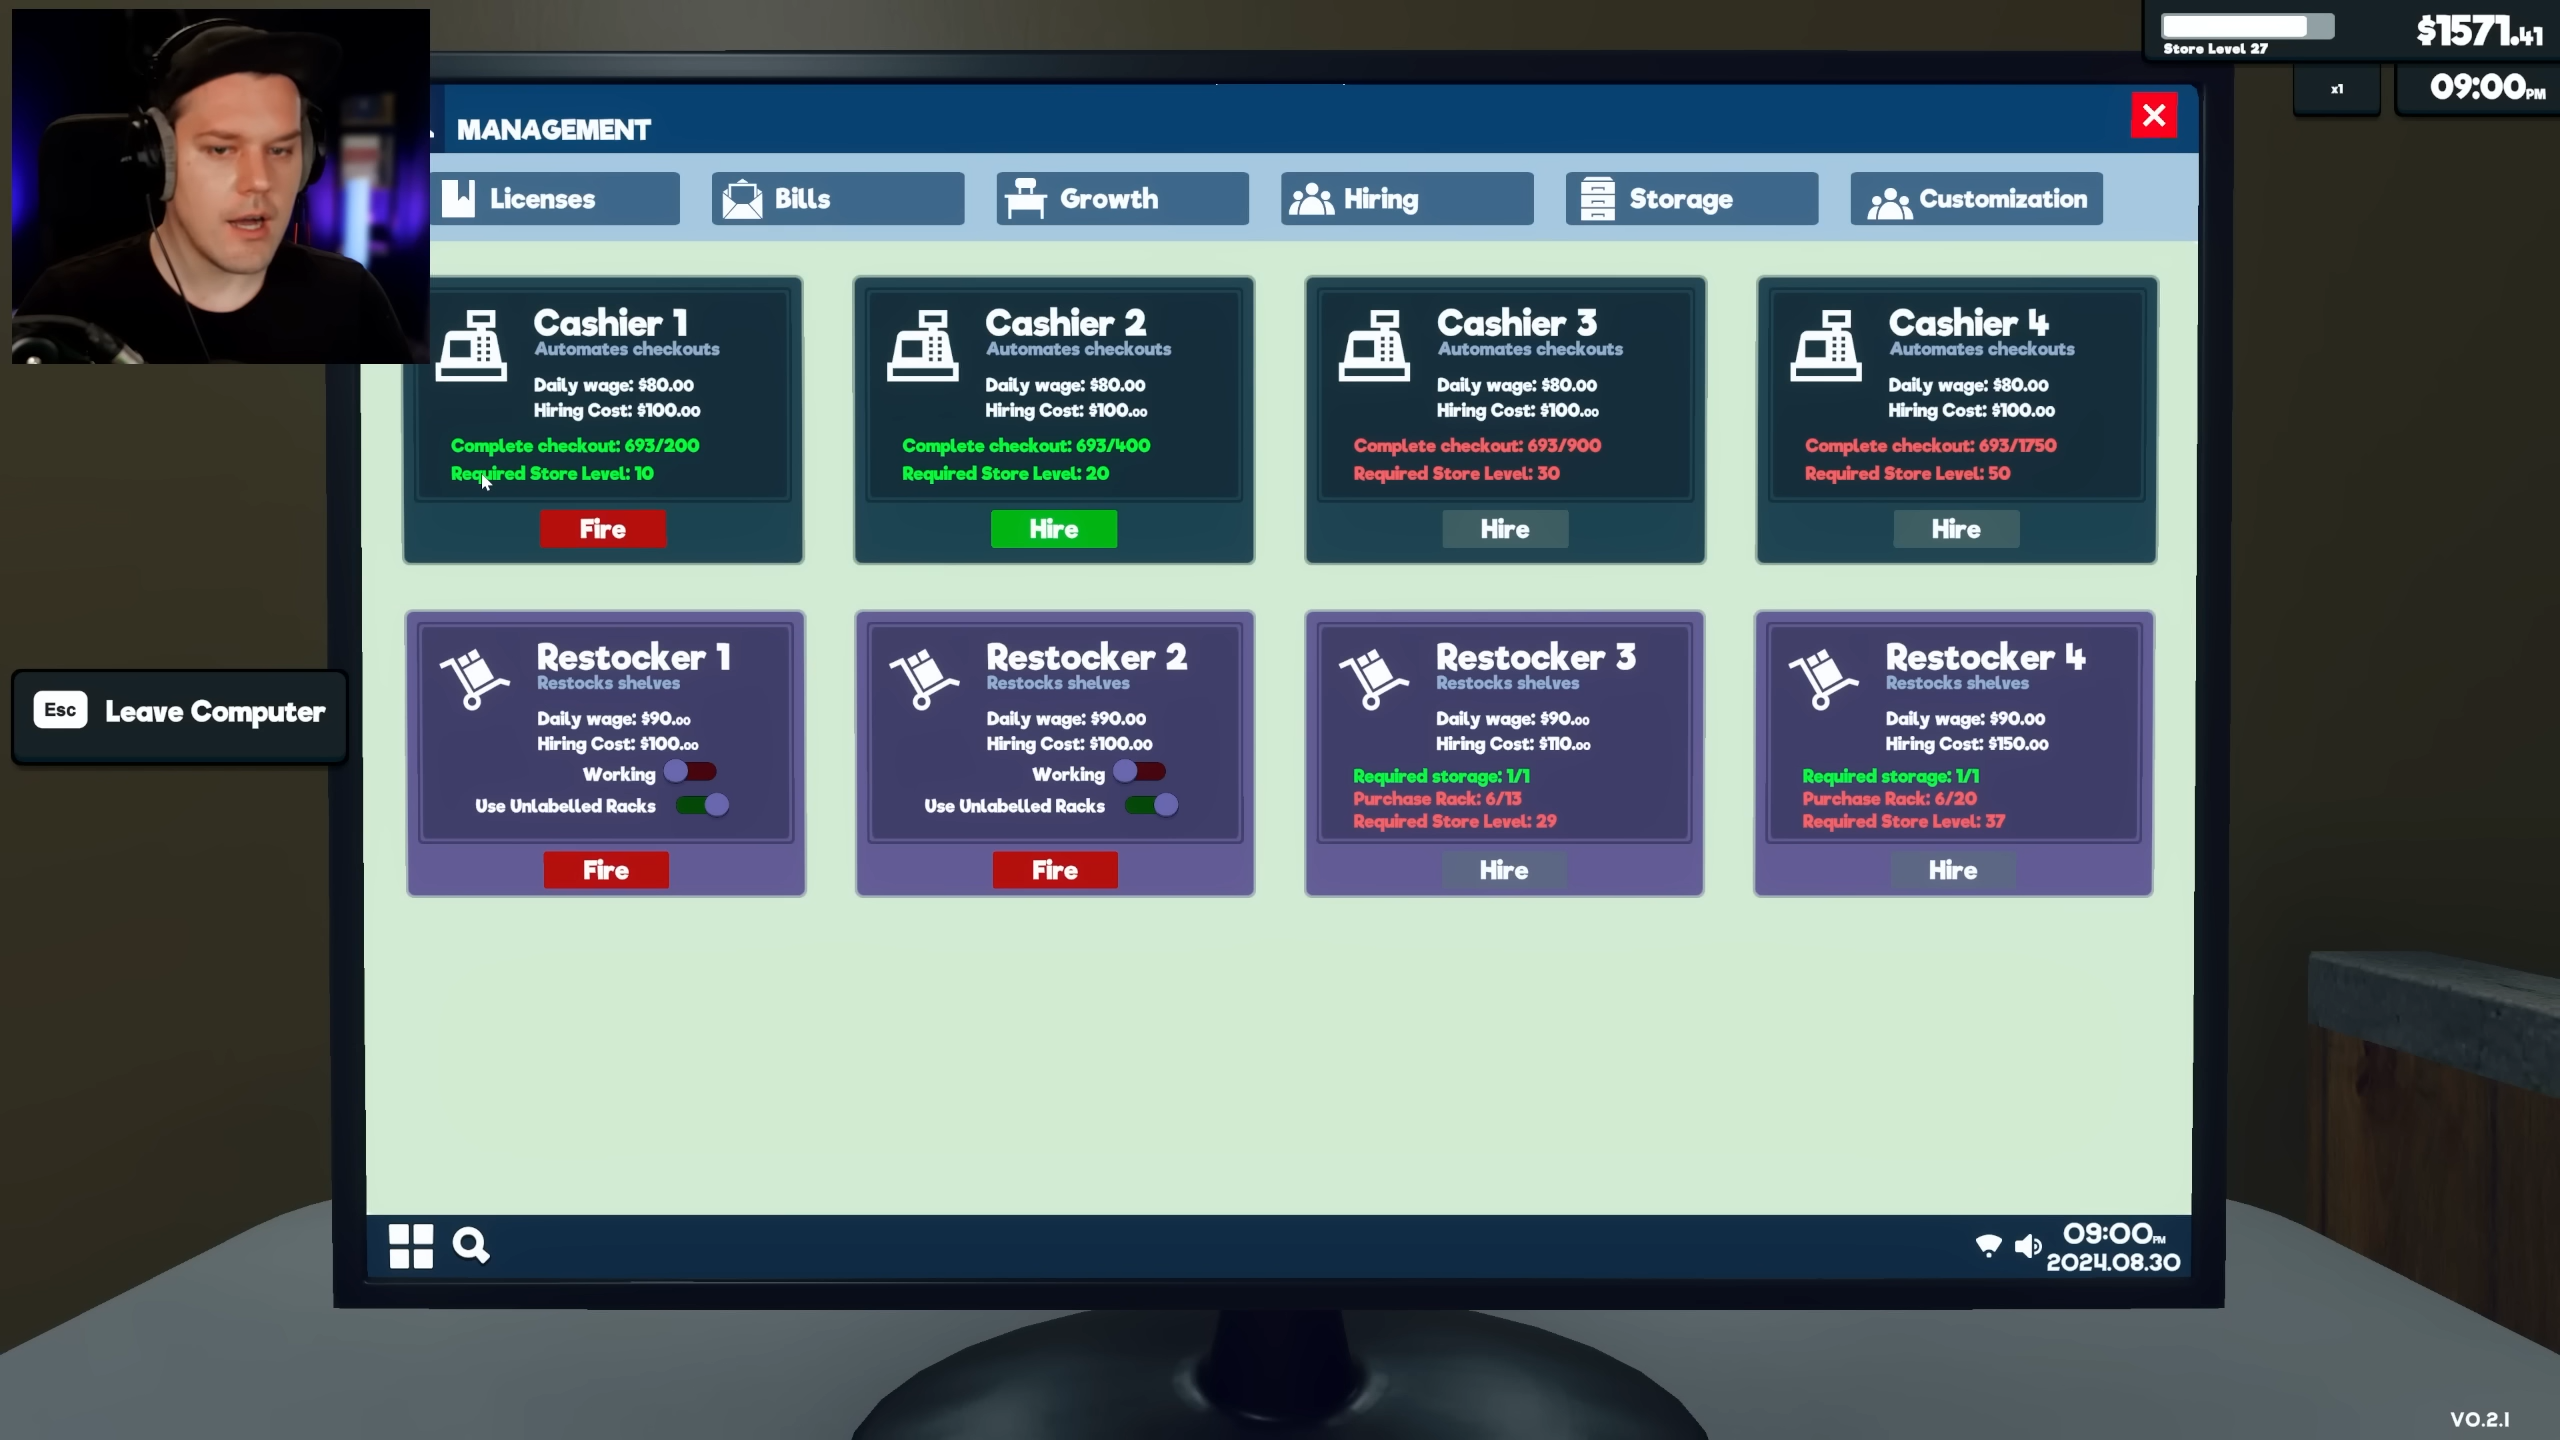 Store Level 27
$1571.41
x1
09:00PM
MANAGEMENT
Licenses
Bills
Growth
Hiring
Storage
Customization
Cashier 1
Automates checkouts
Daily wage: $80.00
Hiring Cost: $100.00
Complete checkout: 693/200
Required Store Level: 10
Fire
Cashier 2
Automates checkouts
Daily wage: $80.00
Hiring Cost: $100.00
Complete checkout: 693/400
Required Store Level: 20
Hire
Cashier 3
Automates checkouts
Daily wage: $80.00
Hiring Cost: $100.00
Complete checkout: 693/900
Required Store Level: 30
Hire
Cashier 4
Automates checkouts
Daily wage: $80.00
Hiring Cost: $100.00
Complete checkout: 693/1750
Required Store Level: 50
Hire
Esc Leave Computer
Restocker 1
Restocks shelves
Daily wage: $90.00
Hiring Cost: $100.00
Working
Use Unlabelled Racks
Fire
Restocker 2
Restocks shelves
Daily wage: $90.00
Hiring Cost: $100.00
Working
Use Unlabelled Racks
Fire
Restocker 3
Restocks shelves
Daily wage: $90.00
Hiring Cost: $110.00
Required storage: 1/1
Purchase Rack: 6/13
Required Store Level: 29
Hire
Restocker 4
Restocks shelves
Daily wage: $90.00
Hiring Cost: $150.00
Required storage: 1/1
Purchase Rack: 6/20
Required Store Level: 37
Hire
09:00PM
2024.08.30
V0.2.1